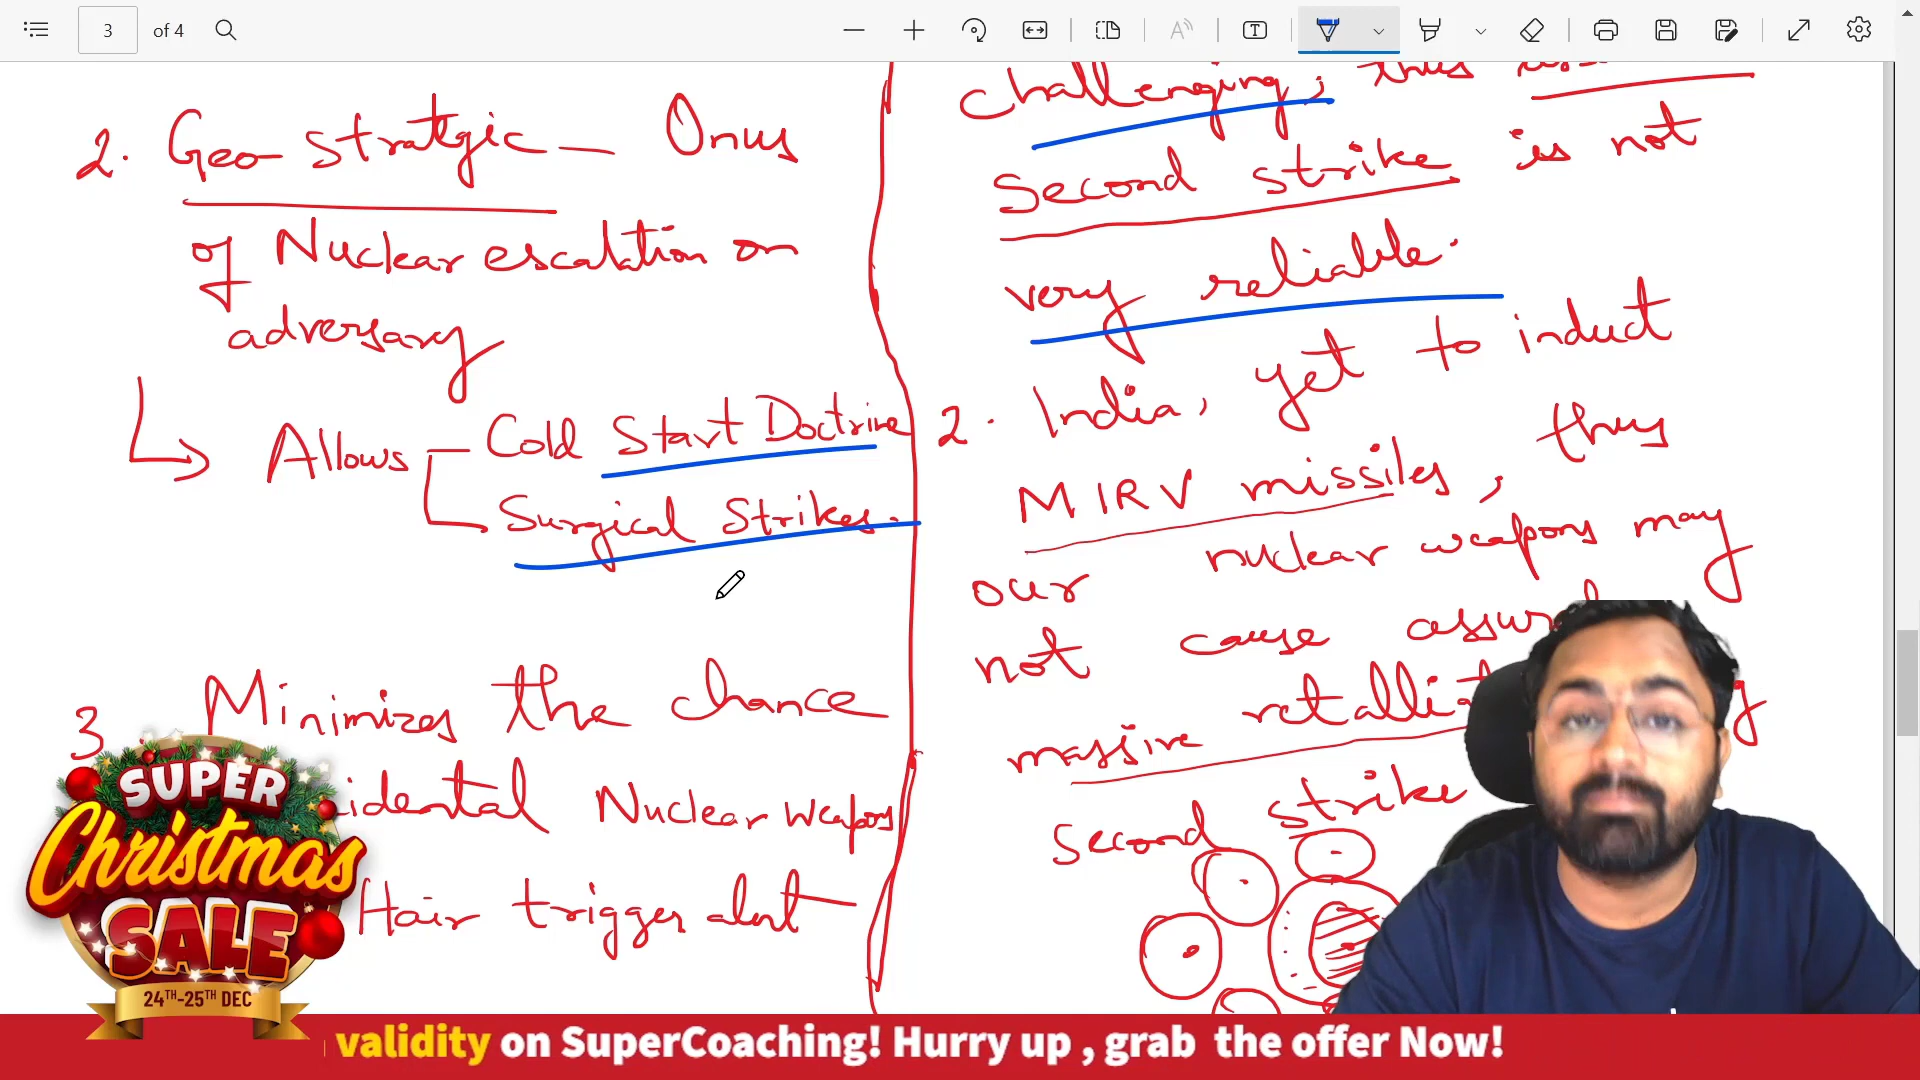 3
of 4
2. Geo-Strategic — Onus
of Nuclear escalation on
adversary
Allows
Cold Start Doctrine
Surgical Strikes.
3
Minimizes the chance
idental Nuclear weapons
Hair trigger alert
challenging, thus
Second strike is not
very reliable.
2. India, yet to induct
MIRV missiles, thus
our nuclear weapons may
not cause
massive
second strike
SUPER
Christmas
SALE
24TH-25TH DEC
validity on SuperCoaching! Hurry up , grab the offer Now!